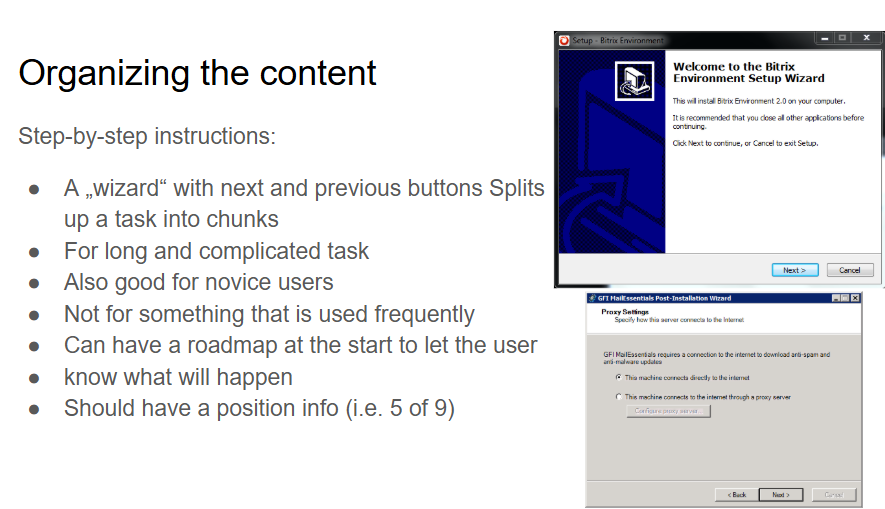 Organizing the content
Step-by-step instructions:
● A „wizard“ with next and previous buttons Splits
up a task into chunks
● For long and complicated task
● Also good for novice users
● Not for something that is used frequently
● Can have a roadmap at the start to let the user
● know what will happen
● Should have a position info (i.e. 5 of 9)
Setup - Bitrix Environment
Welcome to the Bitrix
Environment Setup Wizard
This will install Bitrix Environment 2.0 on your computer.
It is recommended that you close all other applications before
continuing.
Click Next to continue, or Cancel to exit Setup.
Next >
Cancel
GFI MailEssentials Post-Installation Wizard
Proxy Settings
Specify how this server connects to the Internet
GFI MailEssentials requires a connection to the internet to download anti-spam and
anti-malware updates
This machine connects directly to the internet
This machine connects to the internet through a proxy server
Configure proxy server...
< Back
Next >
Cancel